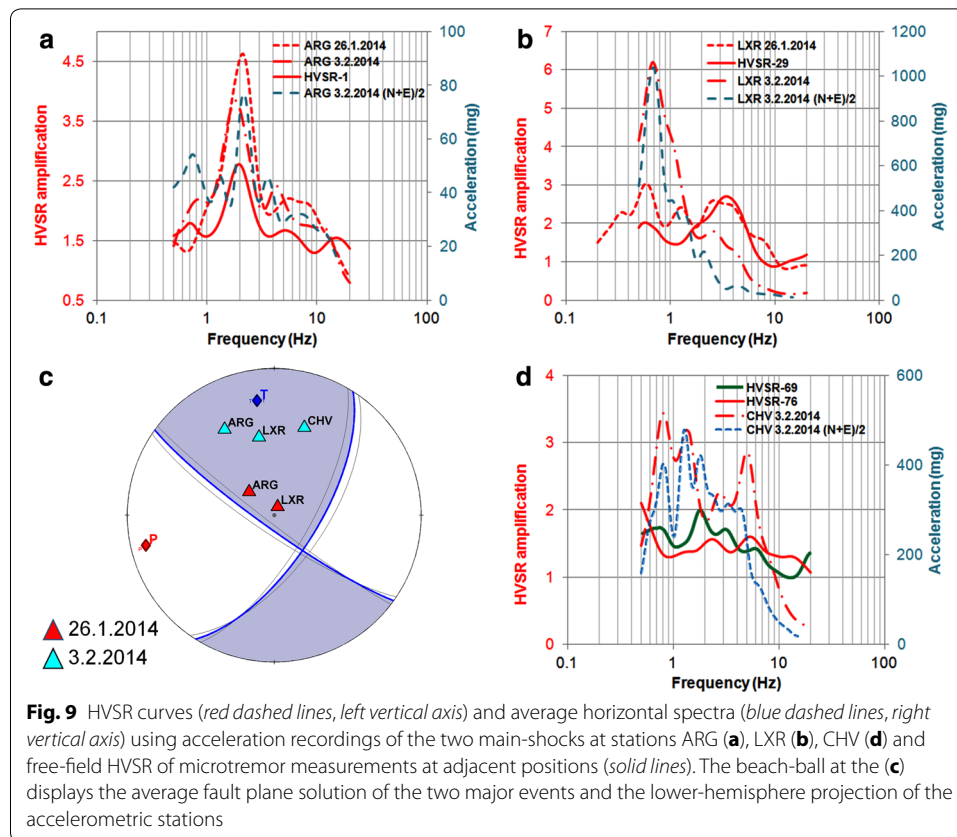 a
ARG 26.1.2014
ARG 3.2.2014
HVSR-1
ARG 3.2.2014 (N+E)/2
HVSR amplification
4.5
3.5
2.5
1.5
0.5
Acceleration (mg)
100
80
60
40
20
0
0.1
1
10
100
Frequency (Hz)
b
LXR 26.1.2014
HVSR-29
LXR 3.2.2014
LXR 3.2.2014 (N+E)/2
HVSR amplification
7
6
5
4
3
2
1
0
Acceleration (mg)
1200
1000
800
600
400
200
0
0.1
1
10
100
Frequency (Hz)
c
T
ARG
LXR
CHV
ARG
LXR
P
26.1.2014
3.2.2014
d
HVSR-69
HVSR-76
CHV 3.2.2014
CHV 3.2.2014 (N+E)/2
HVSR amplification
4
3
2
1
0
Acceleration (mg)
600
400
200
0
0.1
1
10
100
Frequency (Hz)
Fig. 9 HVSR curves (red dashed lines, left vertical axis) and average horizontal spectra (blue dashed lines, right
vertical axis) using acceleration recordings of the two main-shocks at stations ARG (a), LXR (b), CHV (d) and
free-field HVSR of microtremor measurements at adjacent positions (solid lines). The beach-ball at the (c)
displays the average fault plane solution of the two major events and the lower-hemisphere projection of the
accelerometric stations